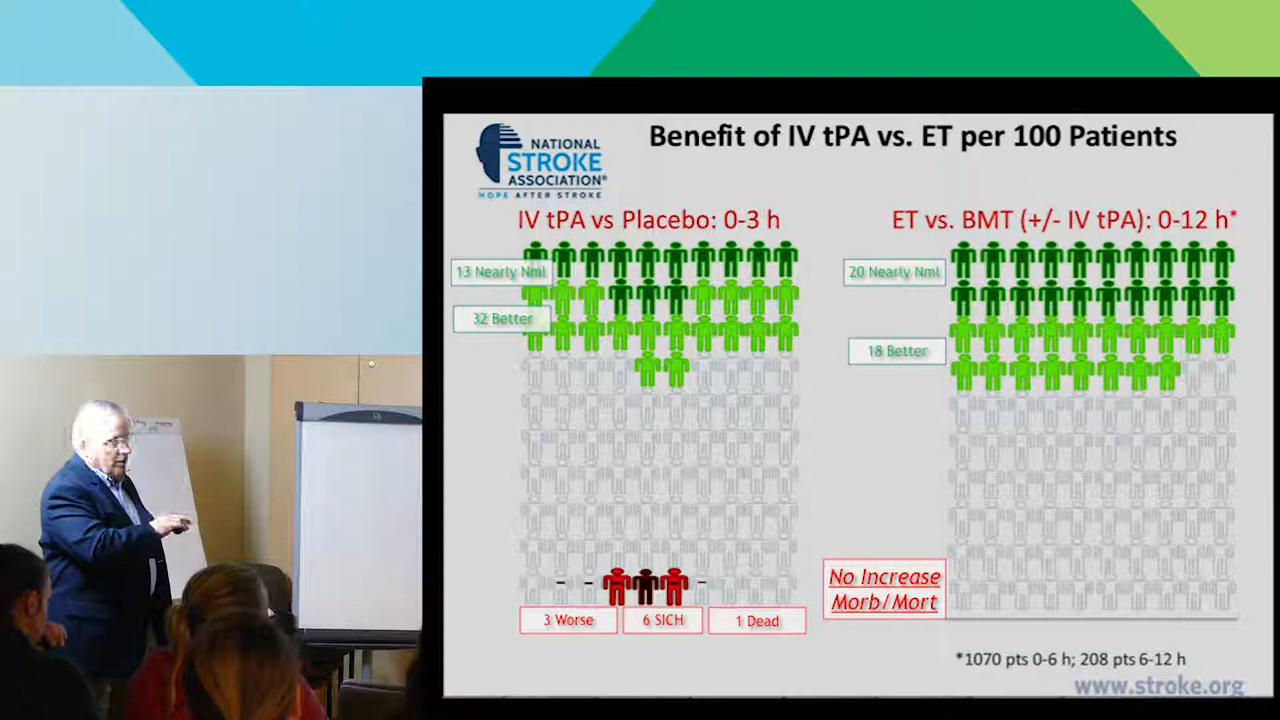 Benefit of IV tPA vs. ET per 100 Patients
NATIONAL
STROKE
ASSOCIATION®
HOPE AFTER STROKE
IV tPA vs Placebo: 0-3 h
13 Nearly Nml
32 Better
3 Worse
6 SICH
1 Dead
ET vs. BMT (+/- IV tPA): 0-12 h*
20 Nearly Nml
18 Better
No Increase
Morb/Mort
*1070 pts 0-6 h; 208 pts 6-12 h
www.stroke.org